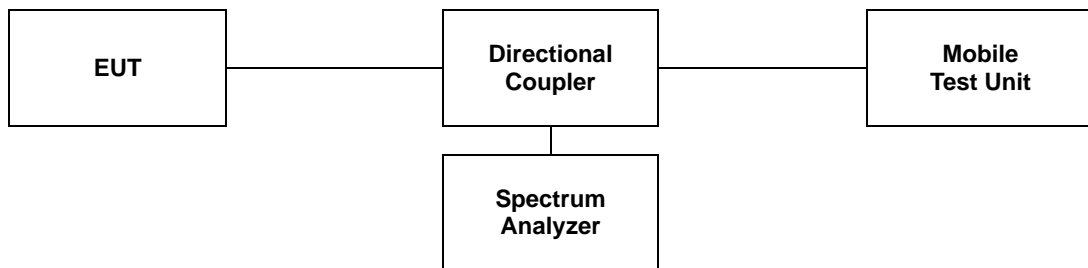 EUT
Directional
Coupler
Mobile
Test Unit
Spectrum
Analyzer